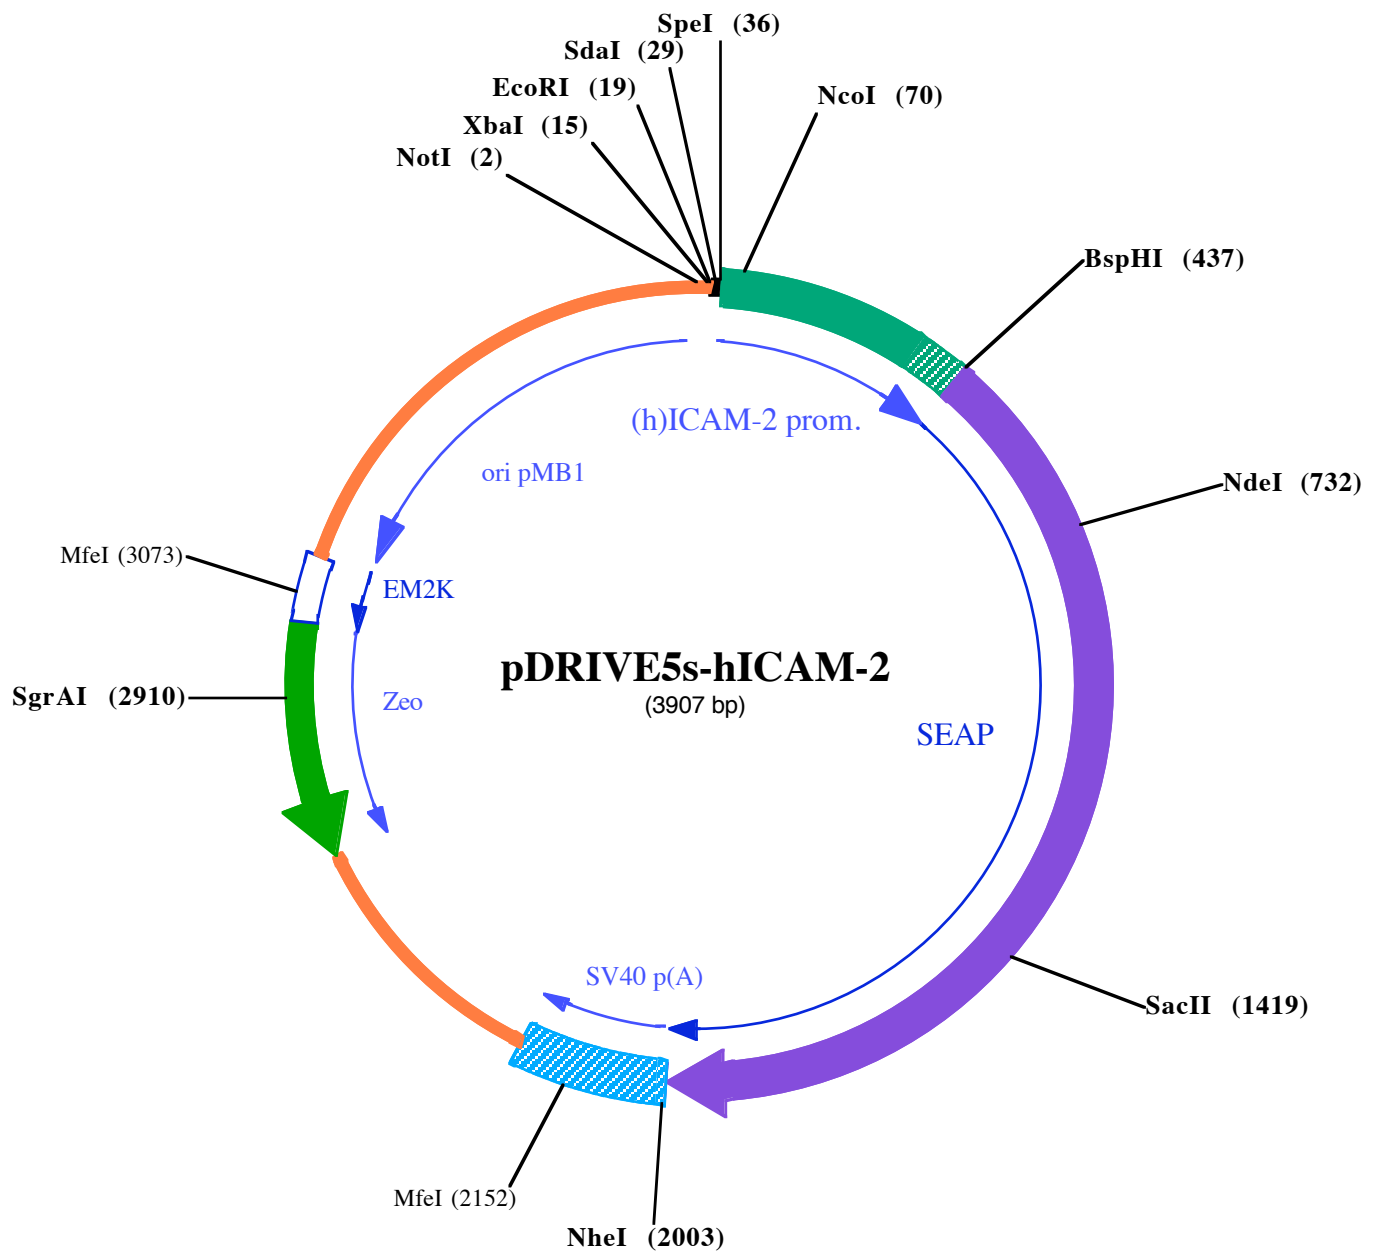 SpeI (36)
SdaI (29)
EcoRI (19)
NcoI (70)
XbaI (15)
NotI (2)
BspHI (437)
(h)ICAM-2 prom.
ori pMB1
NdeI (732)
MfeI (3073)
EM2K
pDRIVE5s-hICAM-2
(3907 bp)
SgrAI (2910)
Zeo
SEAP
SV40 p(A)
SacII (1419)
MfeI (2152)
NheI (2003)